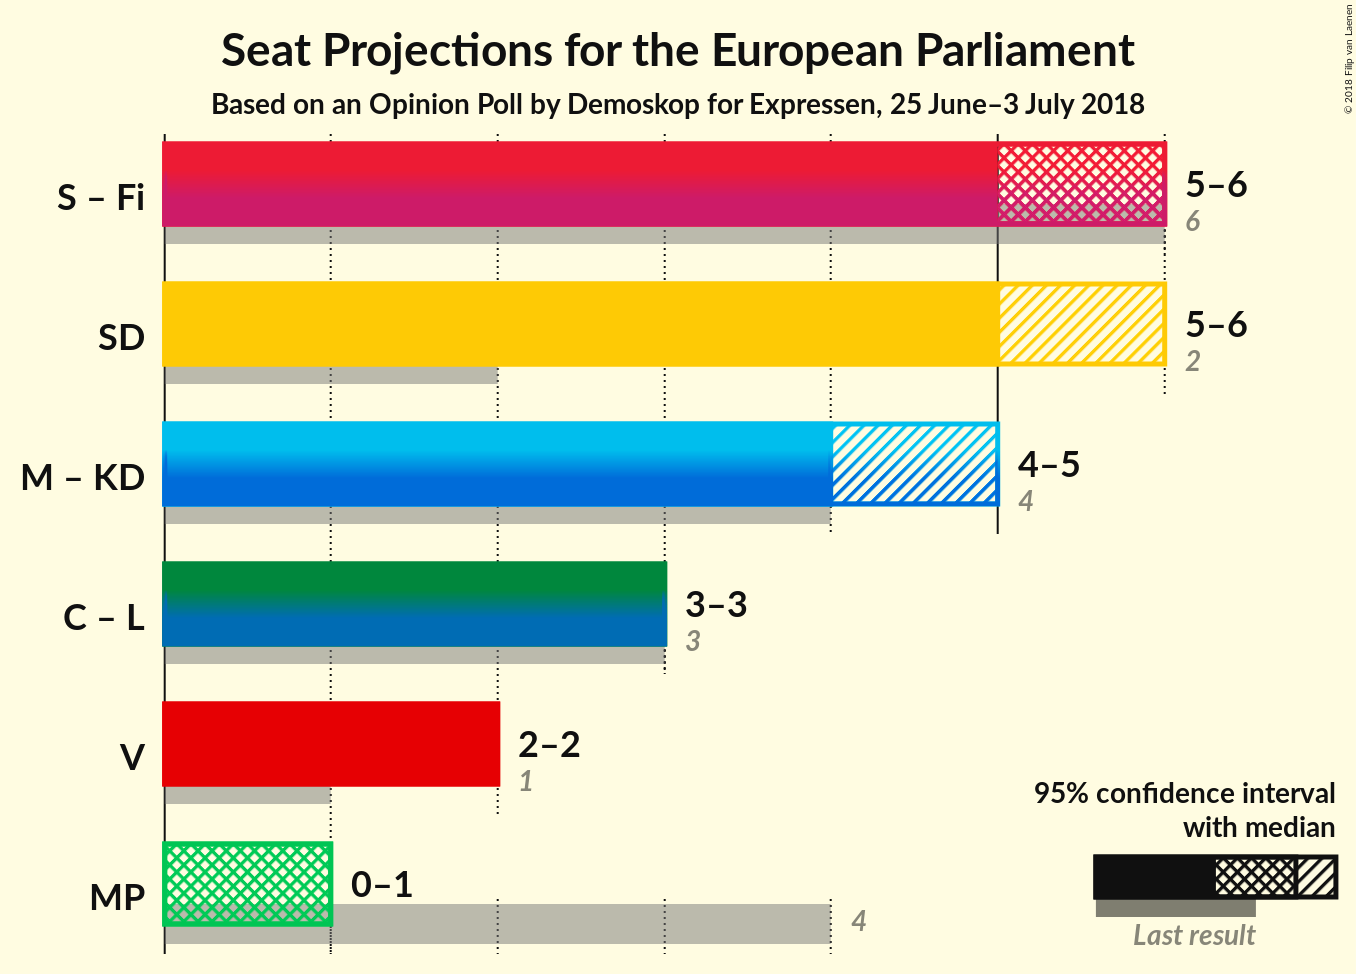 Seat Projections for the European Parliament
Based on an Opinion Poll by Demoskop for Expressen, 25 June–3 July 2018
© 2018 Filip van Laenen
S – Fi
5–6
6
SD
5–6
2
M – KD
4–5
4
C – L
3–3
3
V
2–2
1
MP
0–1
4
95% confidence interval
with median
Last result